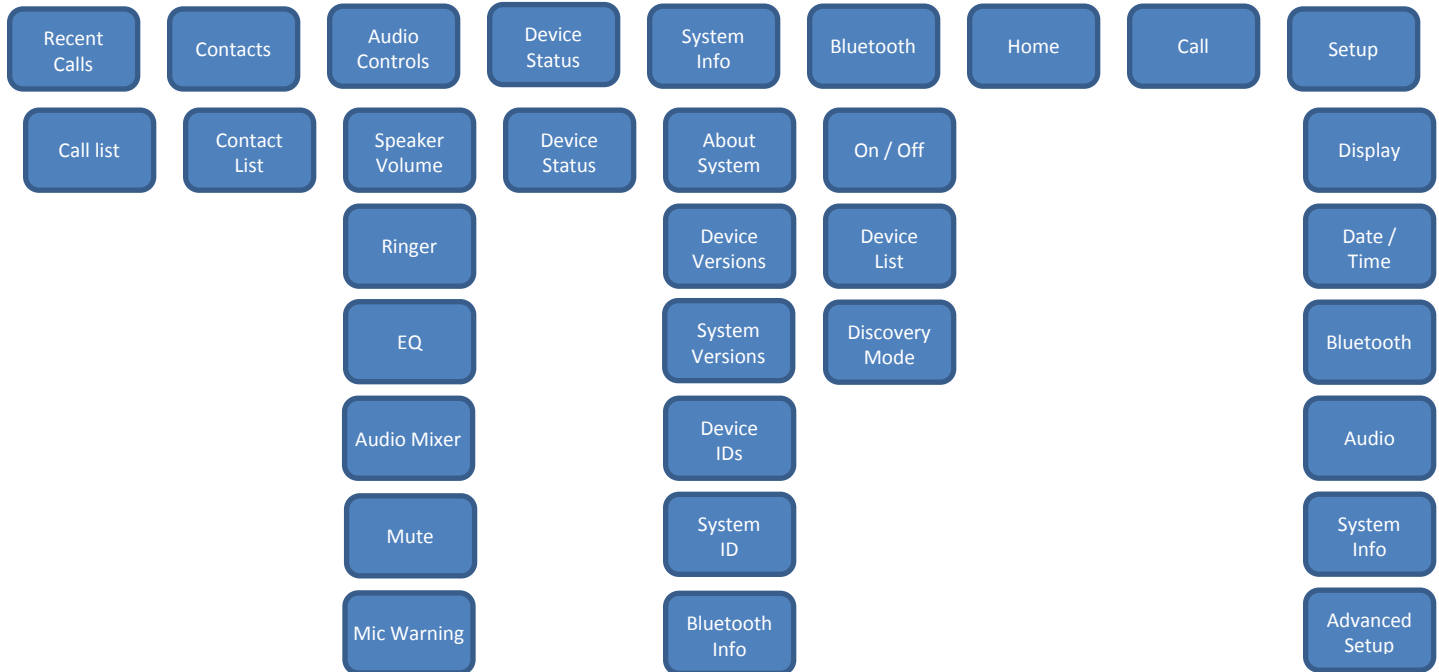 Recent
Calls
Contacts
Audio
Controls
Device
Status
System
Info
Bluetooth
Home
Call
Setup
Call list
Contact
List
Speaker
Volume
Device
Status
About
System
On / Off
Display
Ringer
Device
Versions
Device
List
Date /
Time
EQ
System
Versions
Discovery
Mode
Bluetooth
Audio Mixer
Device
IDs
Audio
Mute
System
ID
System
Info
Mic Warning
Bluetooth
Info
Advanced
Setup